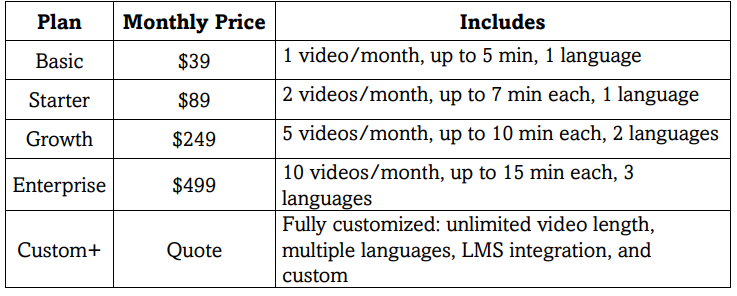 Plan Monthly Price Includes
Basic $39 1 video/month, up to 5 min, 1 language
Starter $89 2 videos/month, up to 7 min each, 1 language
Growth $249 5 videos/month, up to 10 min each, 2 languages
Enterprise $499 10 videos/month, up to 15 min each, 3
languages
Custom+ Quote Fully customized: unlimited video length,
multiple languages, LMS integration, and
custom